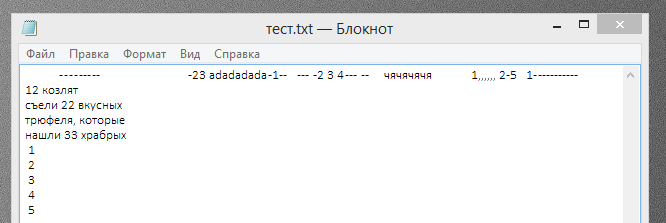 тест.txt — Блокнот
Файл Правка Формат Вид Справка
--------- -23 adadadada-1-- --- -2 3 4--- -- чячячячя 1,,,,,, 2-5 1-----------
12 козлят
съели 22 вкусных
трюфеля, которые
нашли 33 храбрых
1
2
3
4
5